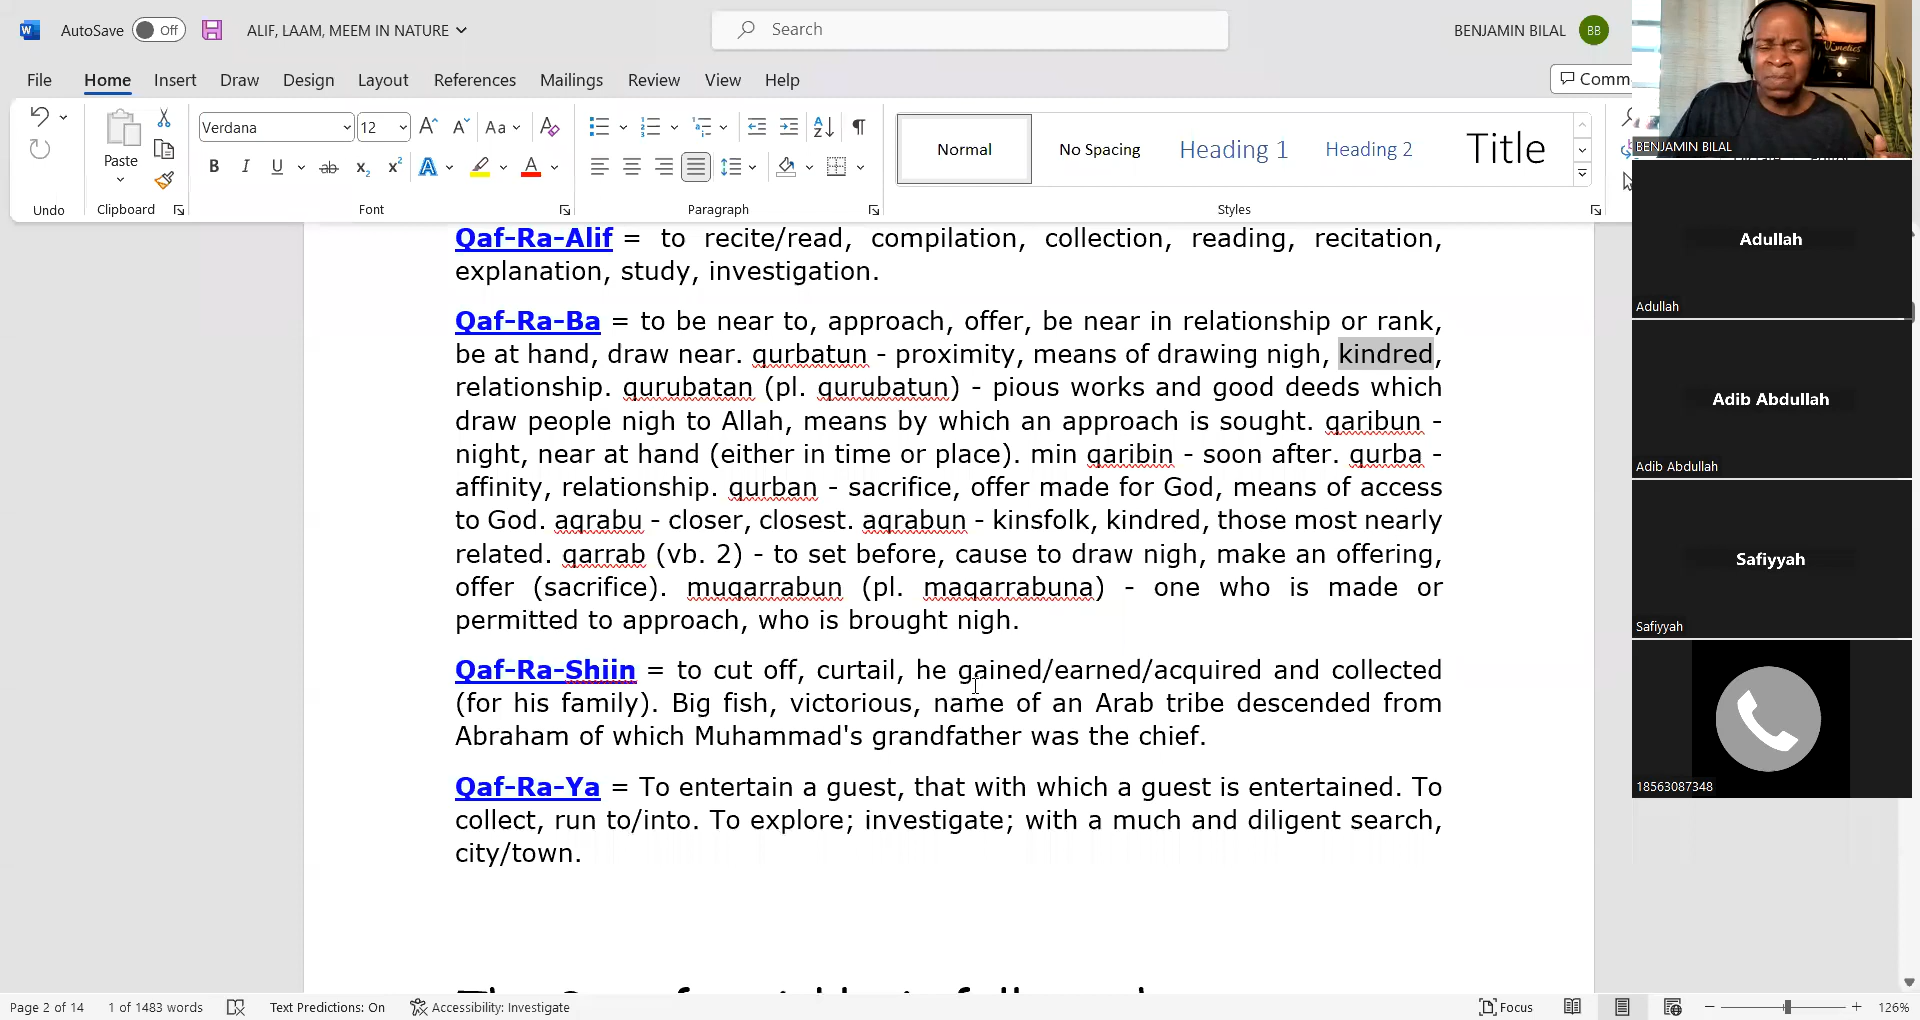 AutoSave Off ALIF, LAAM, MEEM IN NATURE Search BENJAMIN BILAL BB
File Home Insert Draw Design Layout References Mailings Review View Help Comm
Verdana 12 Aa
Paste
B I U ab x₂ x² A A
Normal No Spacing Heading 1 Heading 2 Title
Undo Clipboard Font Paragraph Styles
Qaf-Ra-Alif = to recite/read, compilation, collection, reading, recitation,
explanation, study, investigation.
Qaf-Ra-Ba = to be near to, approach, offer, be near in relationship or rank,
be at hand, draw near. qurbatun - proximity, means of drawing nigh, kindred,
relationship. qurubatan (pl. qurubatun) - pious works and good deeds which
draw people nigh to Allah, means by which an approach is sought. qaribun -
night, near at hand (either in time or place). min qaribin - soon after. qurba -
affinity, relationship. qurban - sacrifice, offer made for God, means of access
to God. aqrabu - closer, closest. aqrabun - kinsfolk, kindred, those most nearly
related. qarrab (vb. 2) - to set before, cause to draw nigh, make an offering,
offer (sacrifice). muqarrabun (pl. maqarrabuna) - one who is made or
permitted to approach, who is brought nigh.
Qaf-Ra-Shiin = to cut off, curtail, he gained/earned/acquired and collected
(for his family). Big fish, victorious, name of an Arab tribe descended from
Abraham of which Muhammad's grandfather was the chief.
Qaf-Ra-Ya = To entertain a guest, that with which a guest is entertained. To
collect, run to/into. To explore; investigate; with a much and diligent search,
city/town.
Page 2 of 14 1 of 1483 words Text Predictions: On Accessibility: Investigate Focus 126%
BENJAMIN BILAL
Adullah
Adullah
Adib Abdullah
Adib Abdullah
Safiyyah
Safiyyah
18563087348